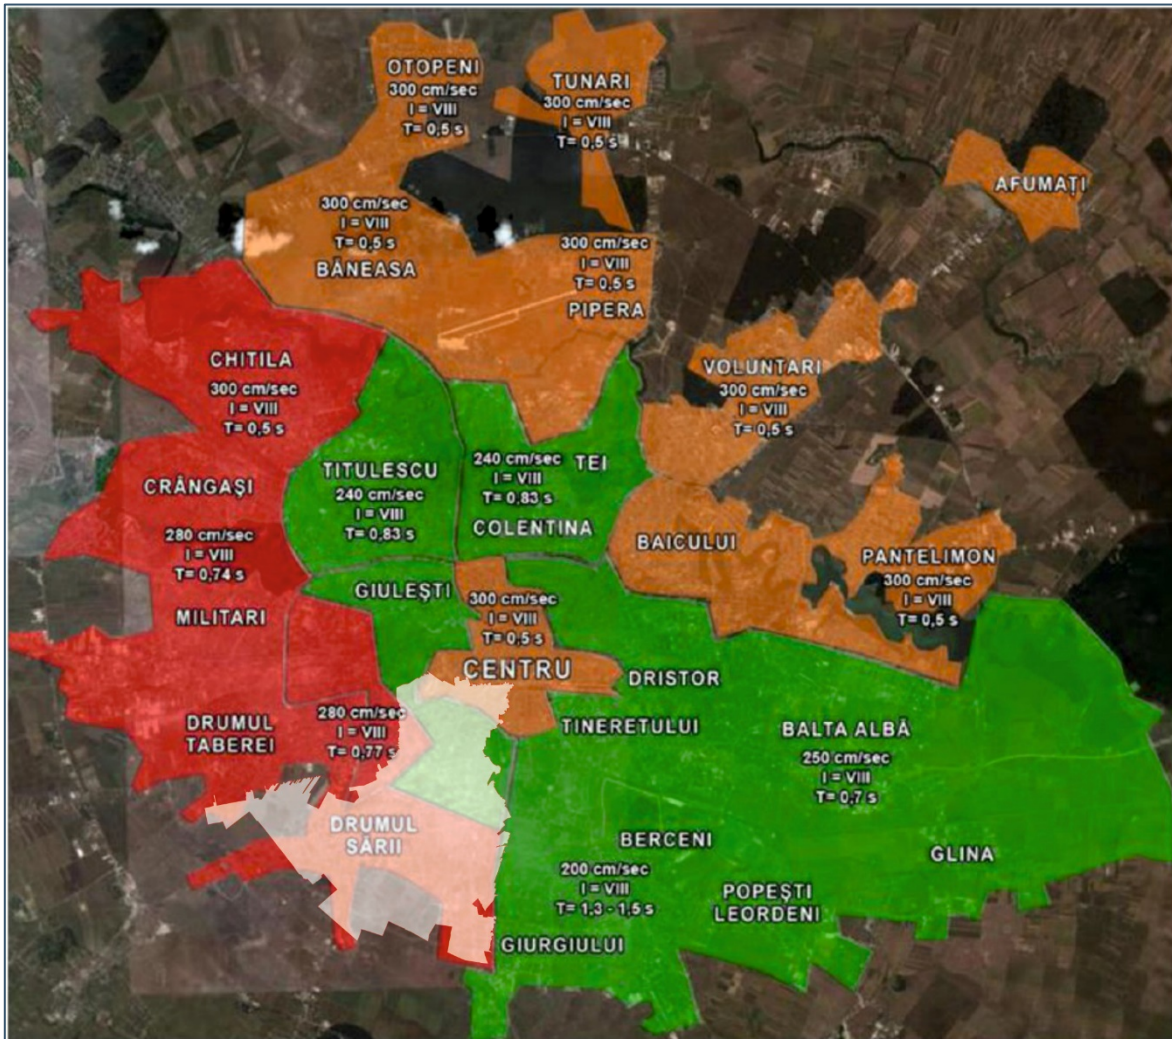 OTOPENI
300 cm/sec
I = VIII
T= 0,5 s
TUNARI
300 cm/sec
I = VIII
T= 0,5 s
AFUMAȚI
300 cm/sec
I = VIII
T= 0,5 s
BĂNEASA
300 cm/sec
I = VIII
T= 0,5 s
PIPERA
CHITILA
300 cm/sec
I = VIII
T= 0,5 s
VOLUNTARI
300 cm/sec
I = VIII
T= 0,5 s
TITULESCU
240 cm/sec
I = VIII
T= 0,83 s
240 cm/sec
I = VIII
T= 0,83 s
TEI
COLENTINA
CRÂNGAȘI
280 cm/sec
I = VIII
T= 0,74 s
MILITARI
BAICULUI
PANTELIMON
300 cm/sec
I = VIII
T= 0,5 s
GIULEȘTI
300 cm/sec
I = VIII
T= 0,5 s
CENTRU
DRISTOR
TINERETULUI
DRUMUL
TABEREI
280 cm/sec
I = VIII
T= 0,77 s
BALTA ALBĂ
250 cm/sec
I = VIII
T= 0,7 s
DRUMUL
SĂRII
BERCENI
200 cm/sec
I = VIII
T= 1,3 - 1,5 s
GLINA
POPEȘTI
LEORDENI
GIURGIULUI